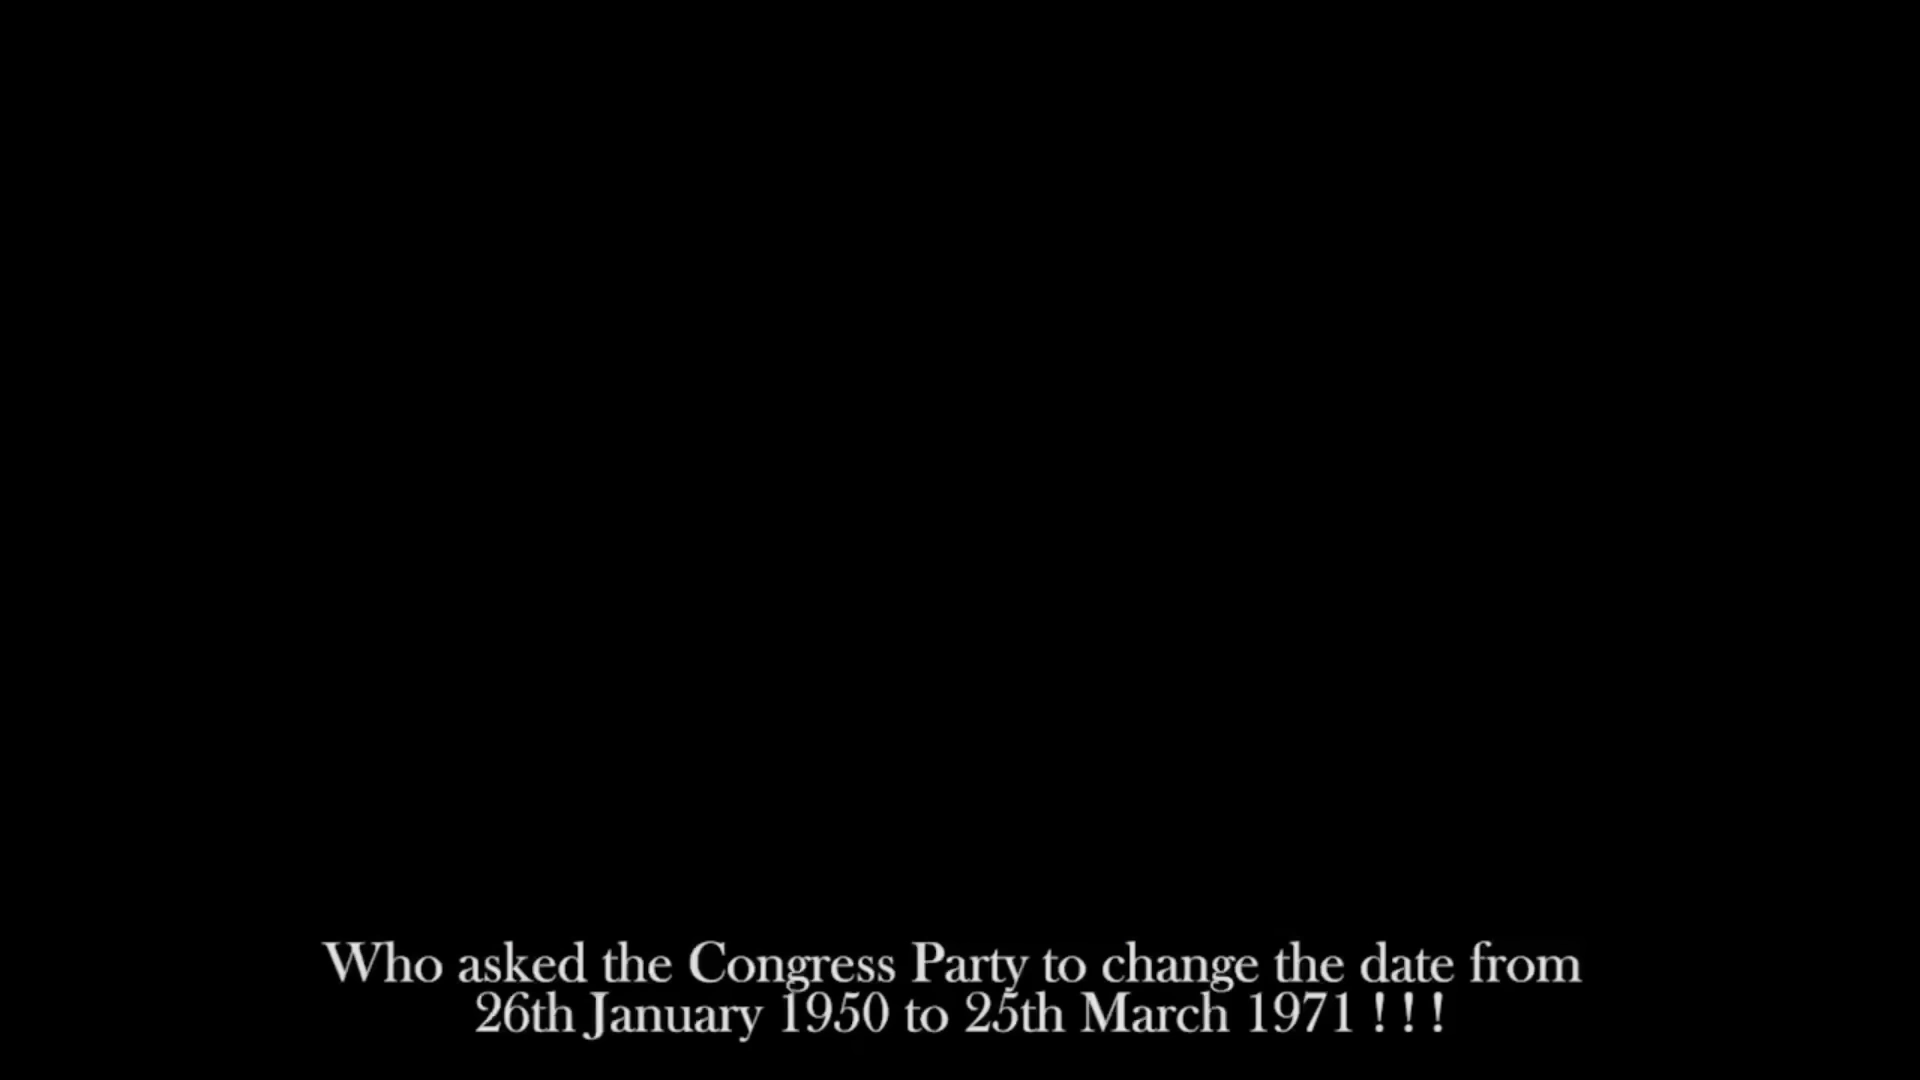 Who asked the Congress Party to change the date from
26th January 1950 to 25th March 1971 ! ! !